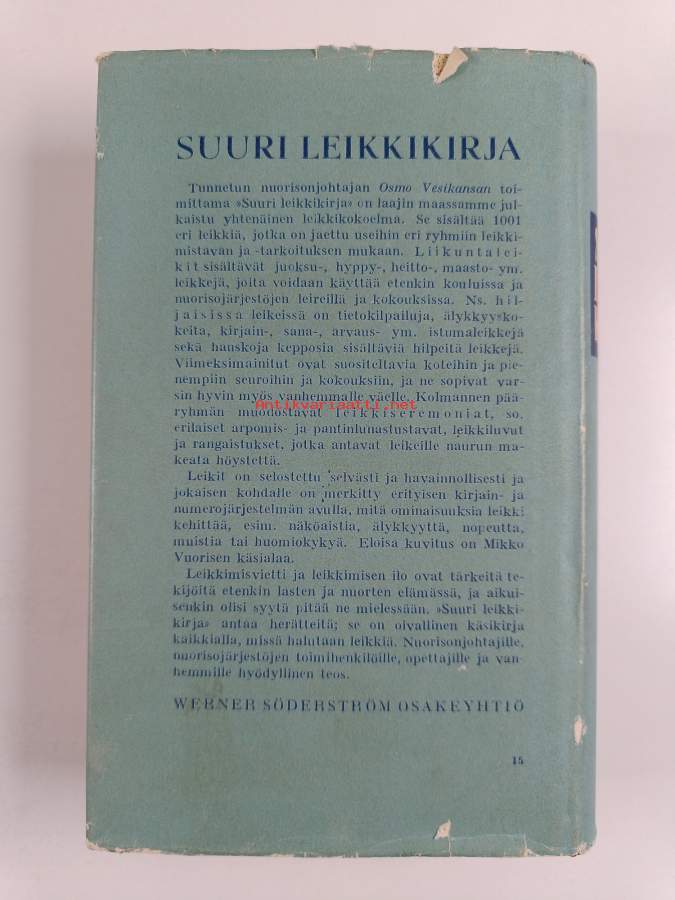 SUURI LEIKKIKIRJA
Tunnetun nuorisonjohtajan Osmo Vesikansan toi-
mittama »Suuri leikkikirja» on laajin maassamme jul-
kaistu yhtenäinen leikkikokoelma. Se sisältää 1001
eri leikkiä, jotka on jaettu useihin eri ryhmiin leikki-
mistavan ja -tarkoituksen mukaan. Liikuntalei-
kit sisältävät juoksu-, hyppy-, heitto-, maasto- ym.
leikkejä, joita voidaan käyttää etenkin kouluissa ja
nuorisojärjestöjen leireillä ja kokouksissa. Ns. hil-
jaisissa leikeissä on tietokilpailuja, älykkyysko-
keita, kirjain-, sana-, arvaus- ym. istumaleikkejä
sekä hauskoja kepposia sisältäviä hilpeitä leikkejä.
Viimeksimainitut ovat suositeltavia koteihin ja pie-
nempiin seuroihin ja kokouksiin, ja ne sopivat var-
sin hyvin myös vanhemmalle väelle. Kolmannen pää-
ryhmän muodostavat leikkiseremoniat, so.
Antikvariaatti.net
erilaiset arpomis- ja pantinlunastustavat, leikkiluvut
ja rangaistukset, jotka antavat leikeille naurun ma-
keata höystettä.
Leikit on selostettu selvästi ja havainnollisesti ja
jokaisen kohdalle on merkitty erityisen kirjain- ja
numerojärjestelmän avulla, mitä ominaisuuksia leikki
kehittää, esim. näköaistia, älykkyyttä, nopeutta,
muistia tai huomiokykyä. Eloisa kuvitus on Mikko
Vuorisen käsialaa.
Leikkimisvietti ja leikkimisen ilo ovat tärkeitä te-
kijöitä etenkin lasten ja nuorten elämässä, ja aikui-
senkin olisi syytä pitää ne mielessään. »Suuri leikki-
kirja» antaa herätteitä; se on oivallinen käsikirja
kaikkialla, missä halutaan leikkiä. Nuorisonjohtajille,
nuorisojärjestöjen toimihenkilöille, opettajille ja van-
hemmille hyödyllinen teos.
WERNER SÖDERSTRÖM OSAKEYHTIÖ
15